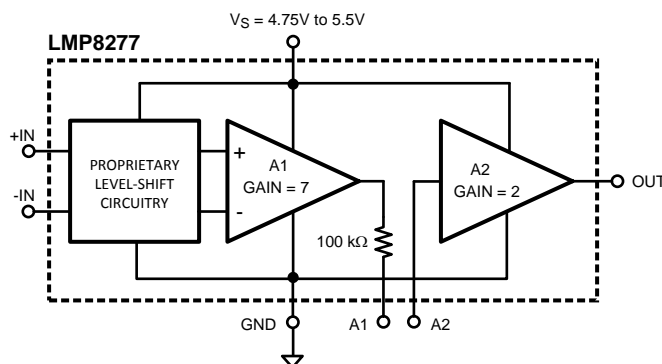 V_S = 4.75V to 5.5V
LMP8277
+IN
-IN
PROPRIETARY
LEVEL-SHIFT
CIRCUITRY
+
-
A1
GAIN = 7
A2
GAIN = 2
OUT
100 kΩ
GND
A1
A2